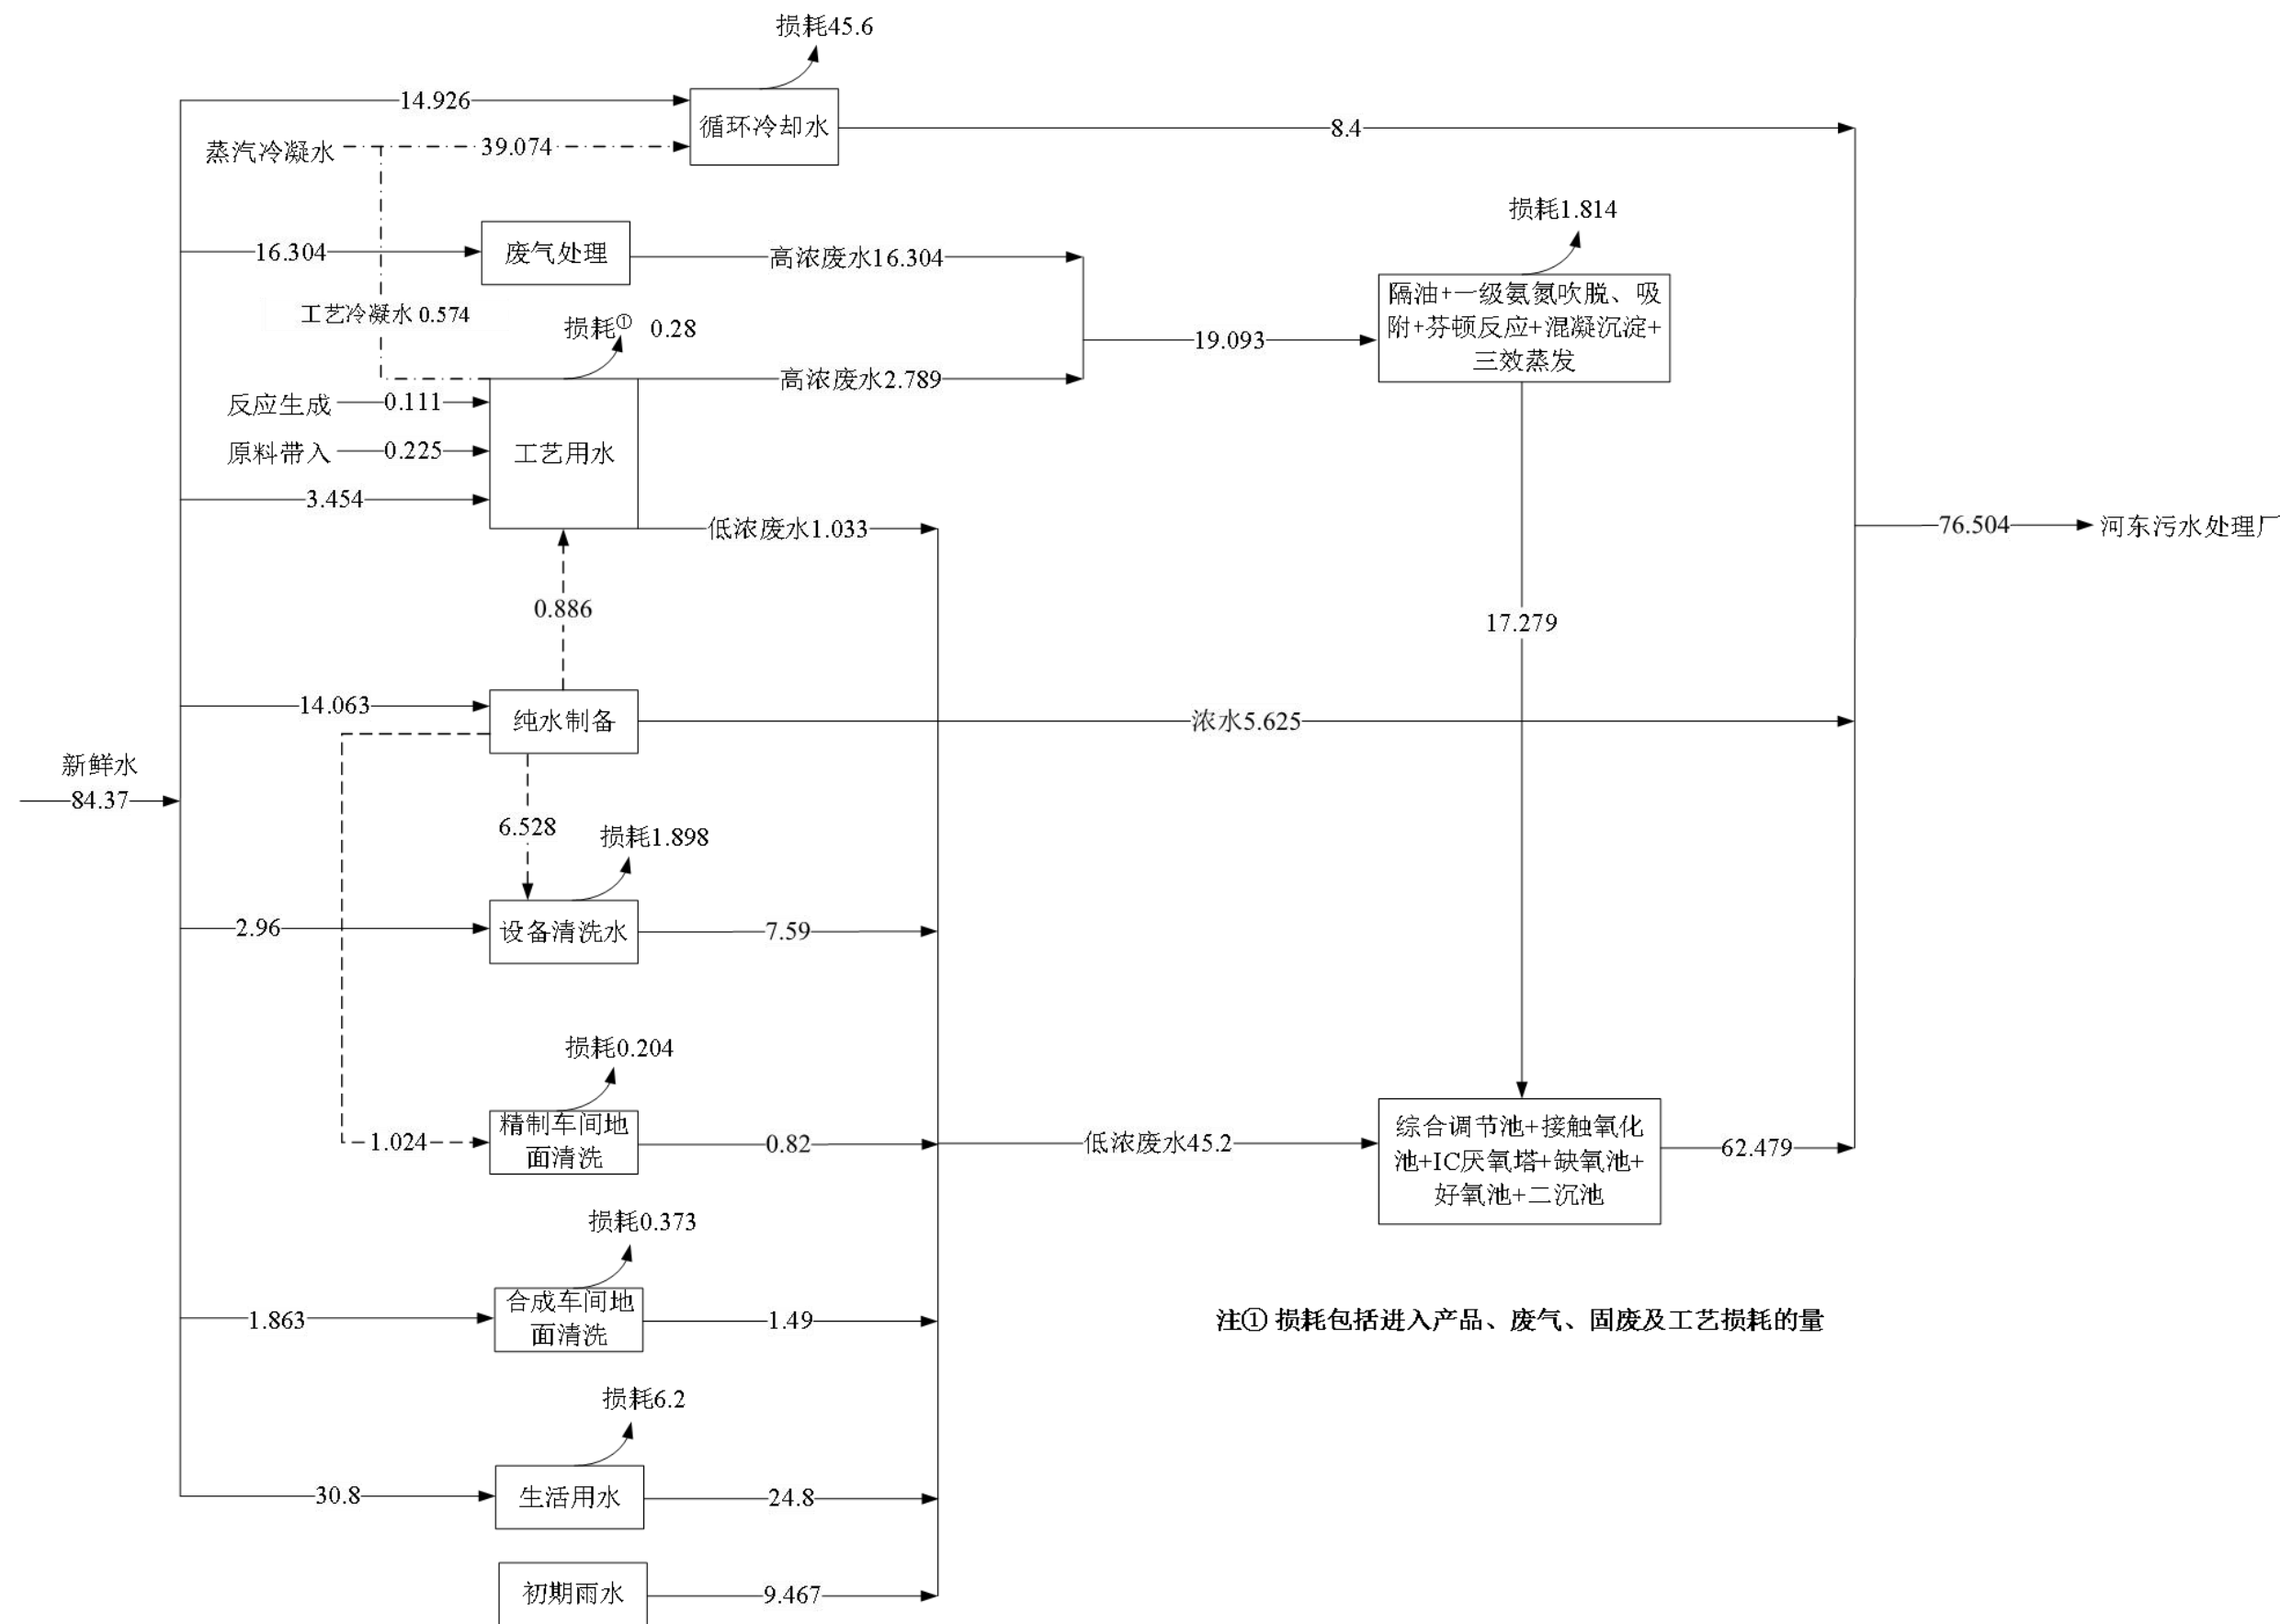 损耗45.6
14.926
循环冷却水
8.4
蒸汽冷凝水
39.074
损耗1.814
16.304
废气处理
高浓废水16.304
隔油+一级氨氮吹脱、吸
附+芬顿反应+混凝沉淀+
三效蒸发
工艺冷凝水 0.574
损耗① 0.28
19.093
高浓废水2.789
反应生成
0.111
原料带入
0.225
工艺用水
3.454
低浓废水1.033
76.504
河东污水处理厂
0.886
17.279
14.063
纯水制备
浓水5.625
新鲜水
84.37
6.528
损耗1.898
2.96
设备清洗水
7.59
损耗0.204
1.024
精制车间地
面清洗
0.82
低浓废水45.2
综合调节池+接触氧化
池+IC厌氧塔+缺氧池+
好氧池+二沉池
62.479
损耗0.373
1.863
合成车间地
面清洗
1.49
注① 损耗包括进入产品、废气、固废及工艺损耗的量
损耗6.2
30.8
生活用水
24.8
初期雨水
9.467